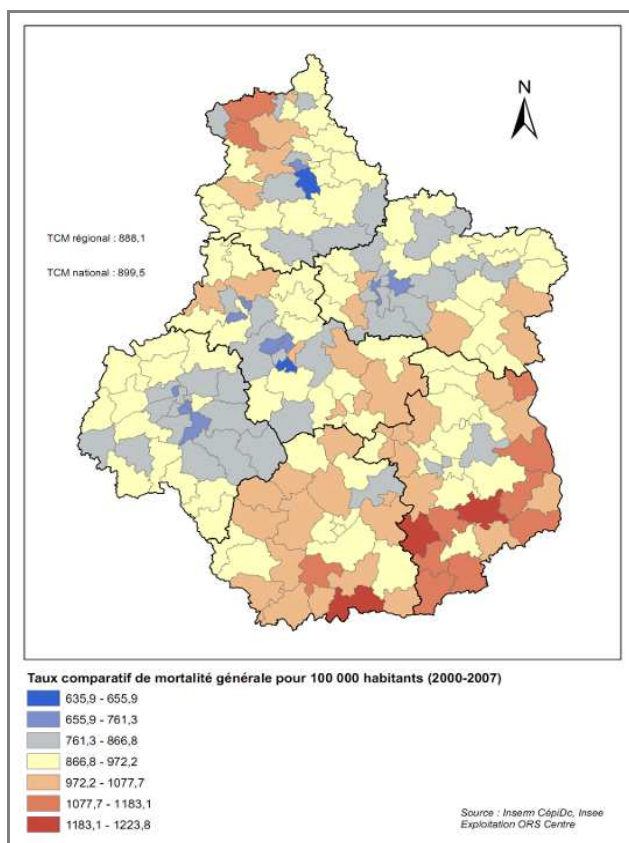 N
TCM régional : 888,1
TCM national : 899,5
Taux comparatif de mortalité générale pour 100 000 habitants (2000-2007)
635,9 - 655,9
655,9 - 761,3
761,3 - 866,8
866,8 - 972,2
972,2 - 1077,7
1077,7 - 1183,1
1183,1 - 1223,8
Source : Inserm CépiDc, Insee
Exploitation ORS Centre